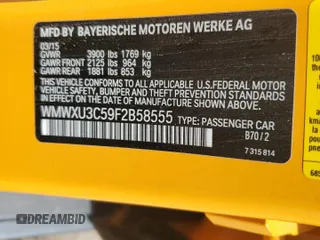 MFD BY BAYERISCHE MOTOREN WERKE AG
03/15
GVWR 3900 lbs 1769 kg
GAWR FRONT 2125 lbs 964 kg
GAWR REAR 1881 lbs 853 kg
THIS VEHICLE CONFORMS TO ALL APPLICABLE U.S. FEDERAL MOTOR
VEHICLE SAFETY, BUMPER AND THEFT PREVENTION STANDARDS
IN EFFECT ON THE DATE OF MANUFACTURE SHOWN ABOVE.
WMWXU3C59F2B58555 TYPE: PASSENGER CAR
B70/2
7 315 814
DREAMBID